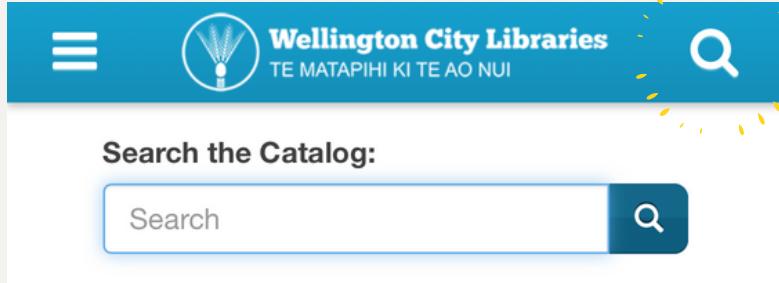 Wellington City Libraries
TE MATAPIHI KI TE AO NUI
Search the Catalog:
Search